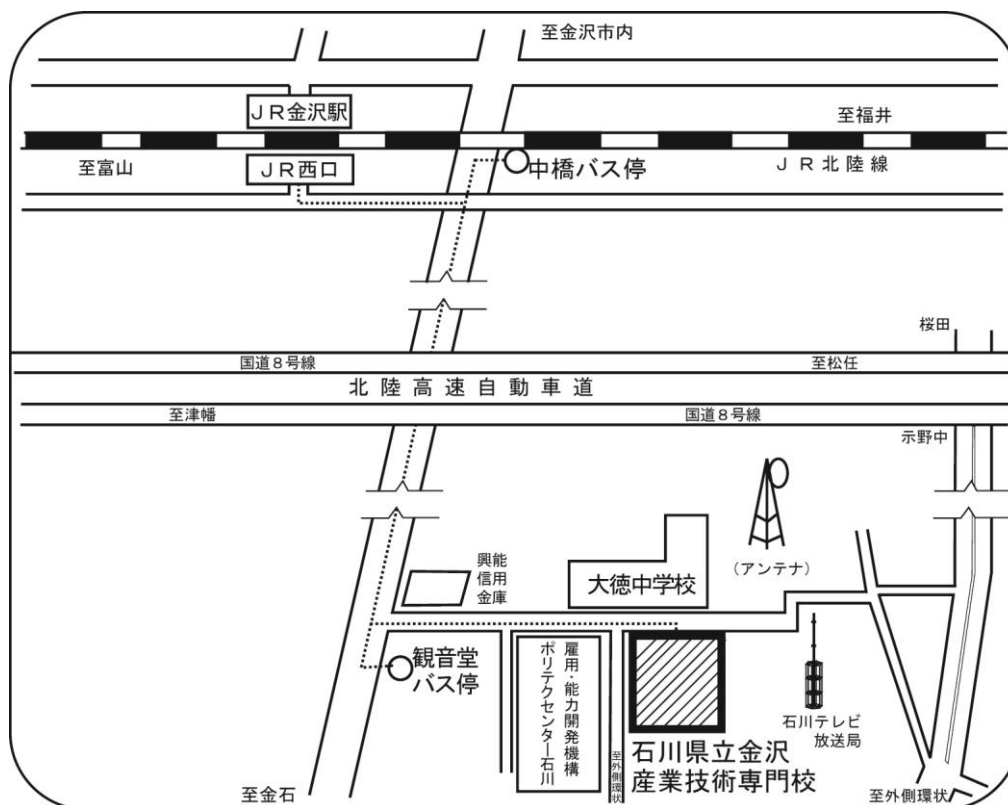 至金沢市内
JR金沢駅
至福井
至富山
JR西口
中橋バス停
JR北陸線
桜田
国道8号線
至松任
北陸高速自動車道
至津幡
国道8号線
示野中
(アンテナ)
興能
信用
金庫
大徳中学校
観音堂
バス停
雇用・能力開発機構
ポリテクセンター石川
至外側環状
石川県立金沢
産業技術専門校
石川テレビ
放送局
至金石
至外側環状